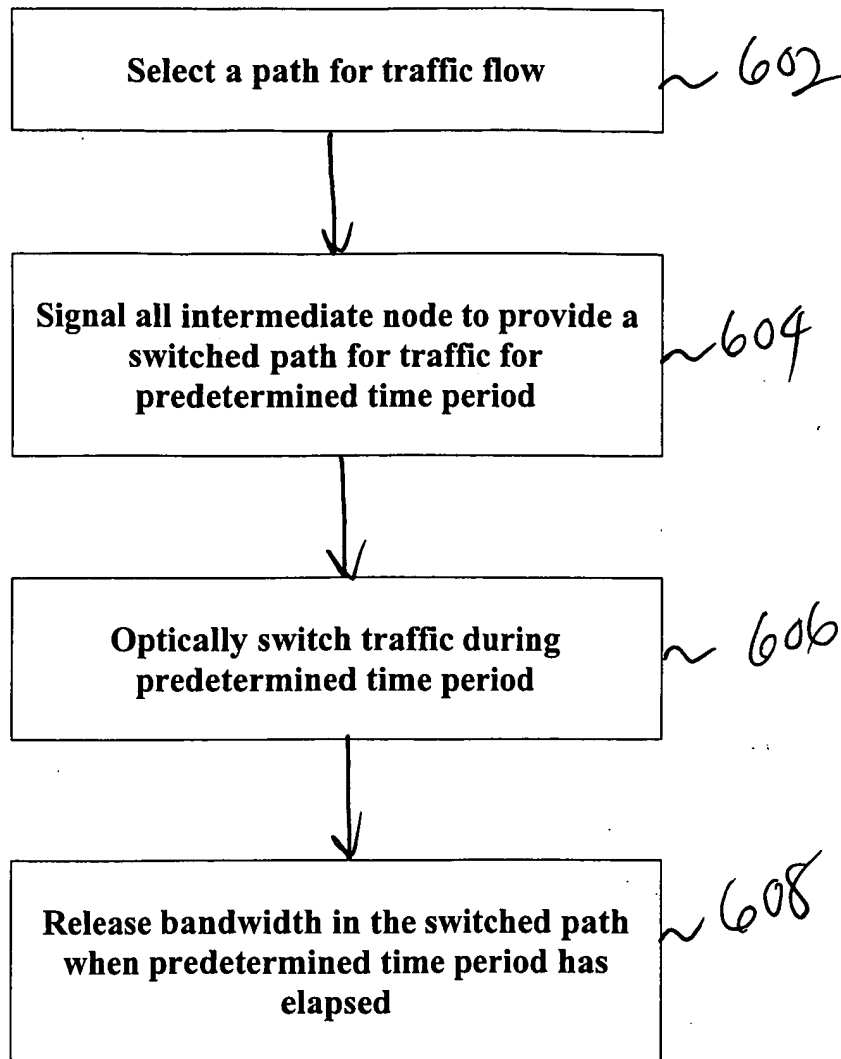 Select a path for traffic flow
602
Signal all intermediate node to provide a
switched path for traffic for
predetermined time period
604
Optically switch traffic during
predetermined time period
606
Release bandwidth in the switched path
when predetermined time period has
elapsed
608